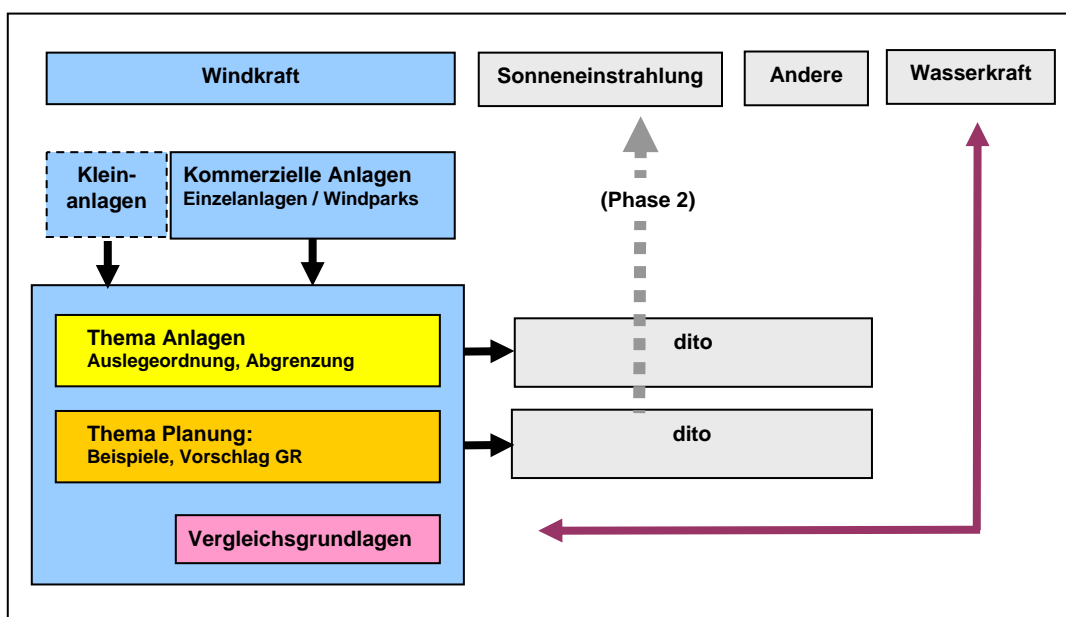 Windkraft
Sonneneinstrahlung
Andere
Wasserkraft
Klein-
anlagen
Kommerzielle Anlagen
Einzelanlagen / Windparks
(Phase 2)
Thema Anlagen
Auslegeordnung, Abgrenzung
dito
Thema Planung:
Beispiele, Vorschlag GR
dito
Vergleichsgrundlagen